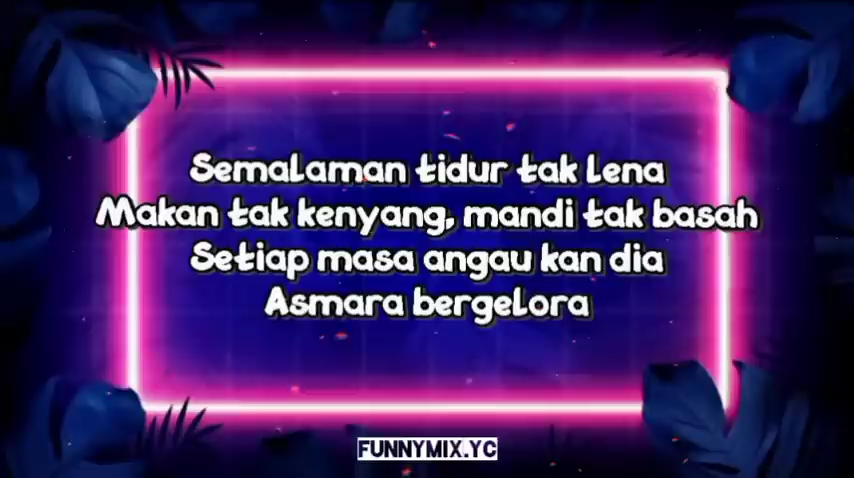 Semalaman tidur tak lena
Makan tak kenyang, mandi tak basah
Setiap masa angau kan dia
Asmara bergelora
FUNNYMIX.YC